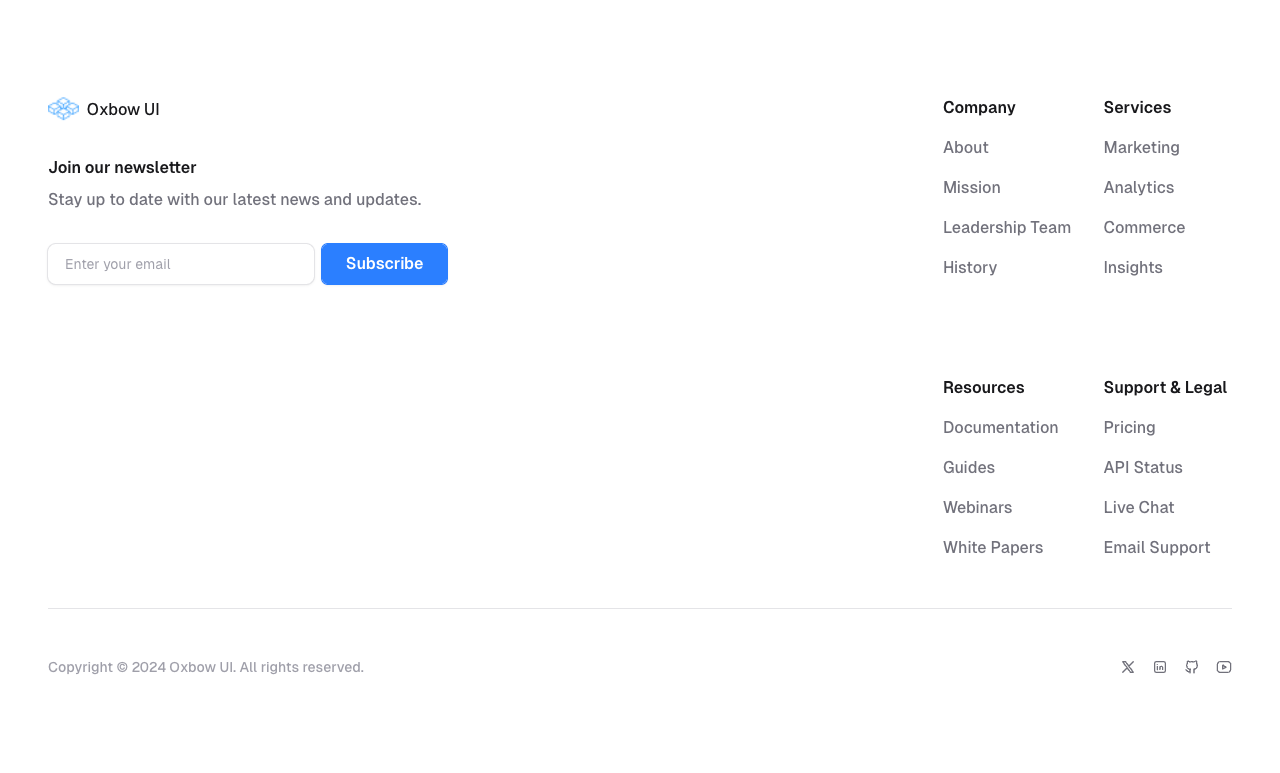 Oxbow UI
Join our newsletter
Stay up to date with our latest news and updates.
Enter your email
Subscribe
Company
About
Mission
Leadership Team
History
Services
Marketing
Analytics
Commerce
Insights
Resources
Documentation
Guides
Webinars
White Papers
Support & Legal
Pricing
API Status
Live Chat
Email Support
Copyright © 2024 Oxbow UI. All rights reserved.